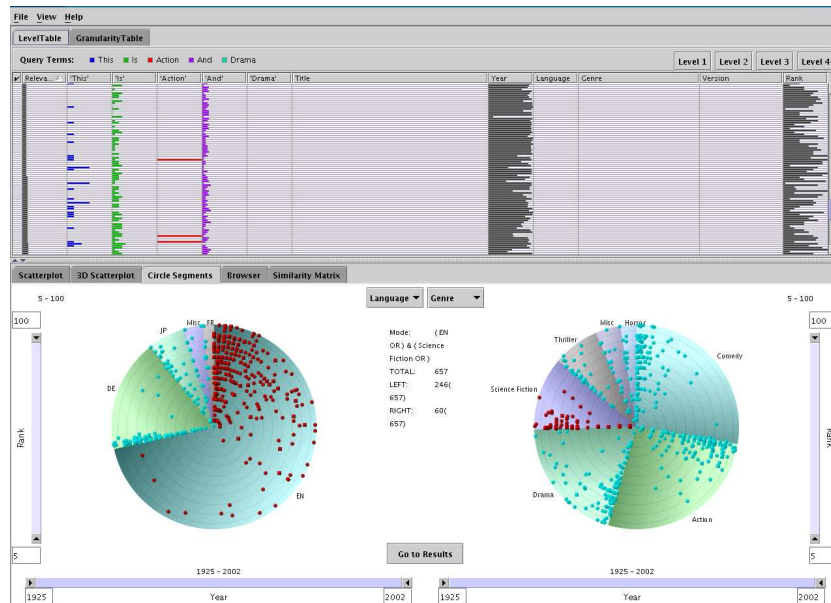 File View Help
LevelTable GranularityTable
Query Terms: This Is Action And Drama
Level 1 Level 2 Level 3 Level 4
Releva... 'This' 'Is' 'Action' 'And' 'Drama' Title Year Language Genre Version Rank
Scatterplot 3D Scatterplot Circle Segments Browser Similarity Matrix
5 - 100 Language Genre 5 - 100
100 100
Mode: ( EN
OR ) & ( Science
Fiction OR )
TOTAL: 657
LEFT: 246(
657)
RIGHT: 60(
657)
JP Misc FR
DE
EN
Rank
Misc Horror
Thriller
Comedy
Science Fiction
Drama
Action
Rank
5 5
Go to Results
1925 - 2002 1925 - 2002
1925 Year 2002 1925 Year 2002